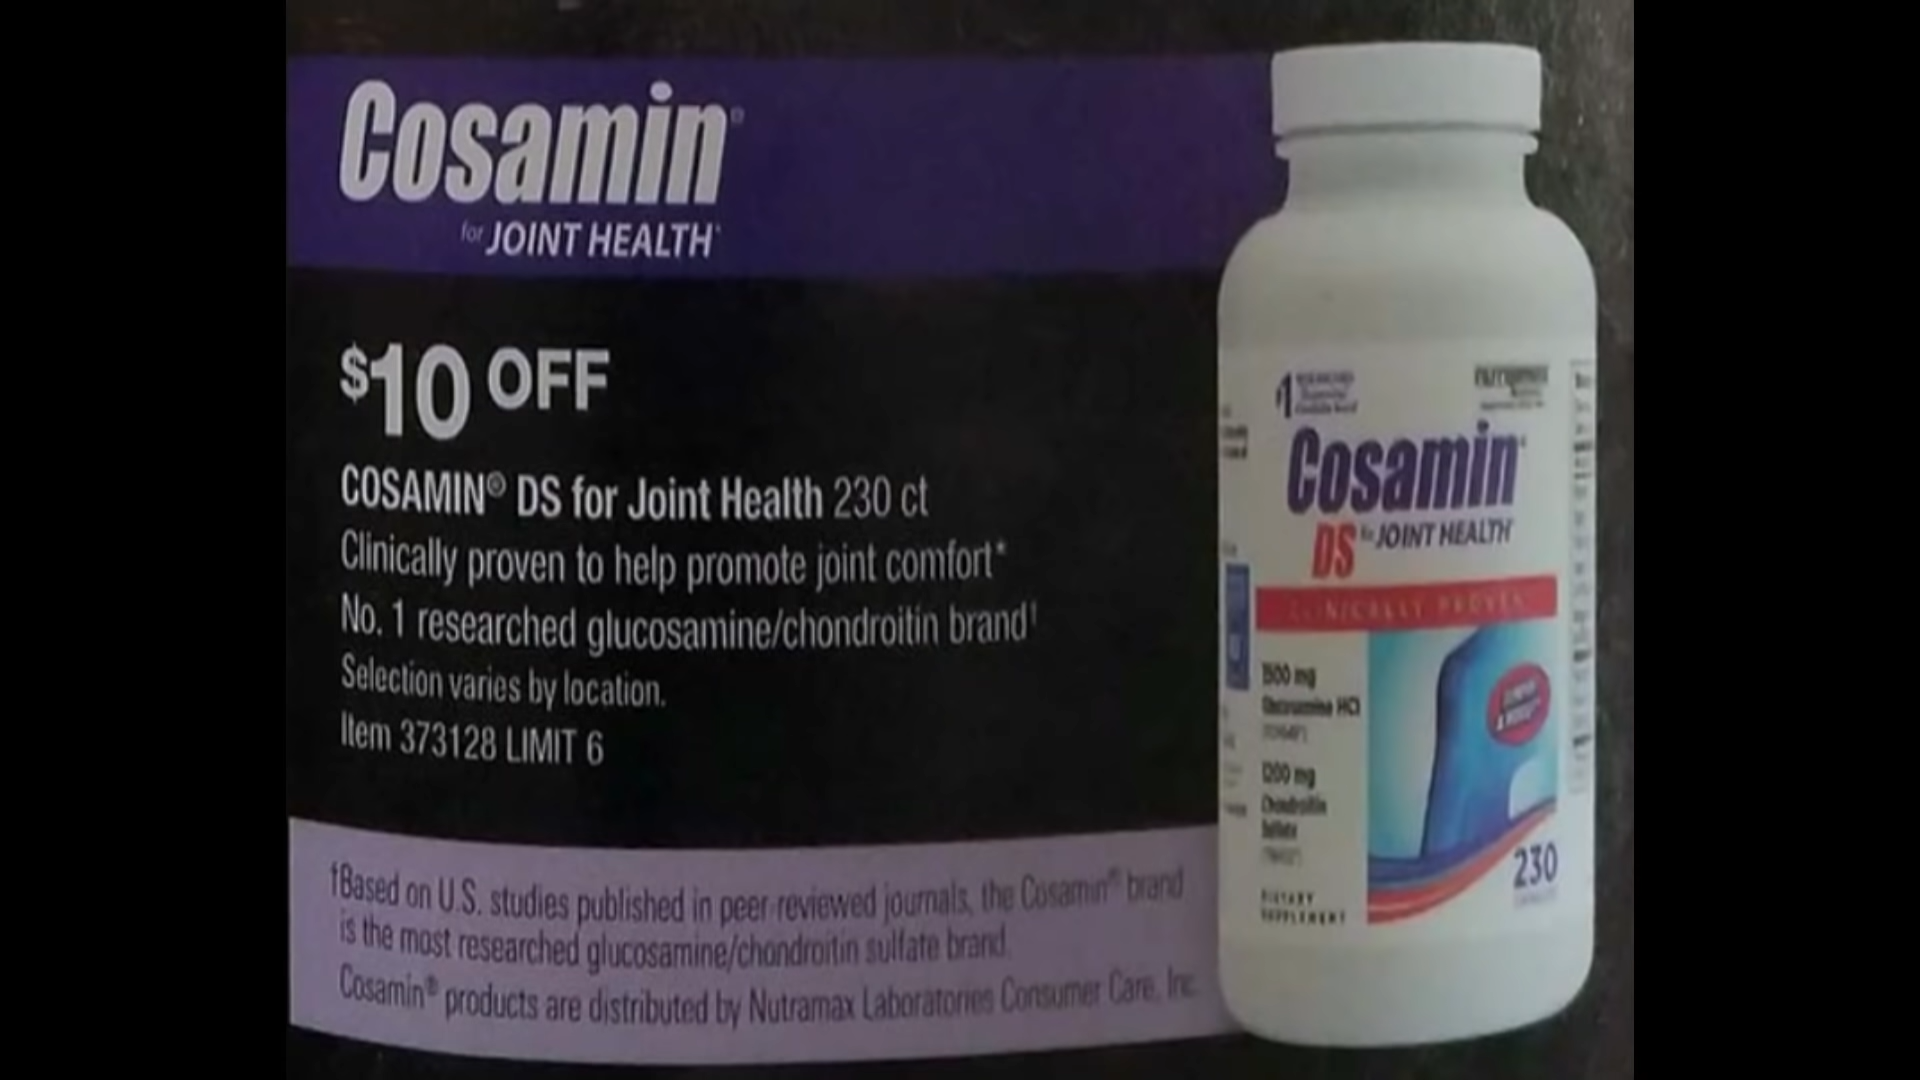 Cosamin®
for JOINT HEALTH*
$10 OFF
COSAMIN® DS for Joint Health 230 ct
Clinically proven to help promote joint comfort*
No. 1 researched glucosamine/chondroitin brand†
Selection varies by location.
Item 373128 LIMIT 6
†Based on U.S. studies published in peer-reviewed journals, the Cosamin® brand
is the most researched glucosamine/chondroitin sulfate brand.
Cosamin® products are distributed by Nutramax Laboratories Consumer Care, Inc.
#1
Cosamin
DS for JOINT HEALTH
CLINICALLY PROVEN
1500 mg
Glucosamine HCl
1200 mg
Chondroitin
Sulfate
DIETARY
SUPPLEMENT
230